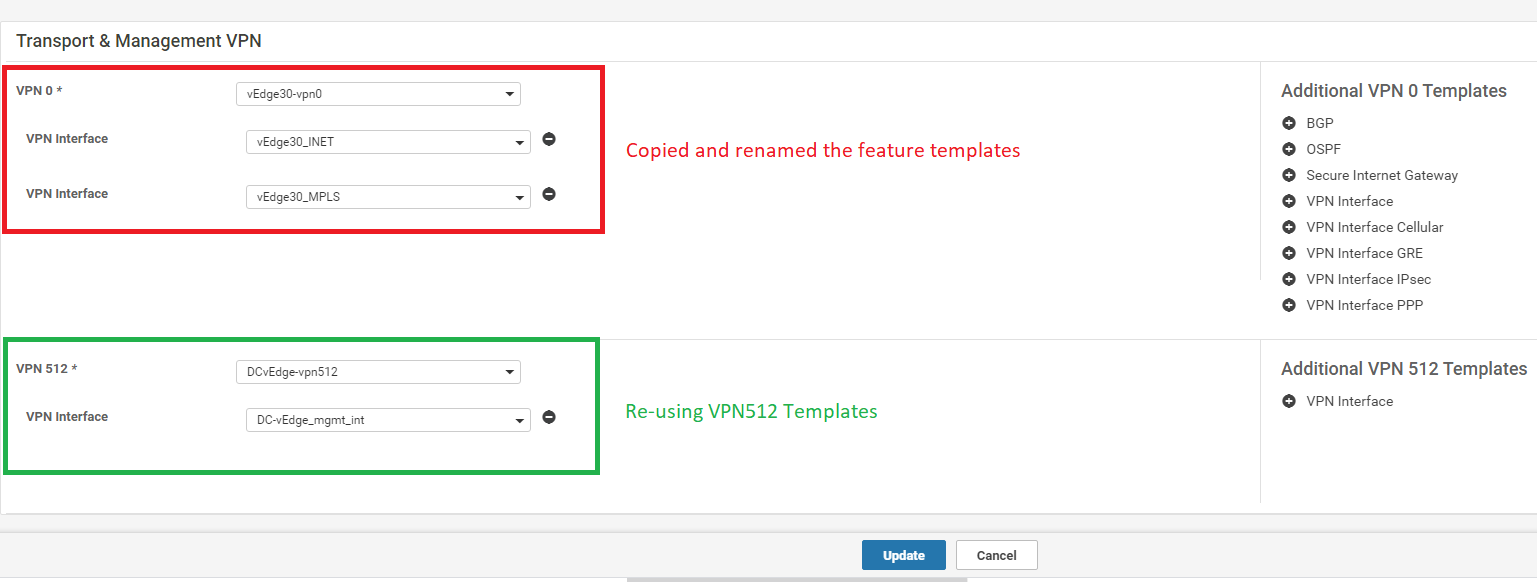 Transport & Management VPN
VPN 0 *
vEdge30-vpn0
VPN Interface
vEdge30_INET
VPN Interface
vEdge30_MPLS
Copied and renamed the feature templates
Additional VPN 0 Templates
BGP
OSPF
Secure Internet Gateway
VPN Interface
VPN Interface Cellular
VPN Interface GRE
VPN Interface IPsec
VPN Interface PPP
VPN 512 *
DCvEdge-vpn512
VPN Interface
DC-vEdge_mgmt_int
Re-using VPN512 Templates
Additional VPN 512 Templates
VPN Interface
Update
Cancel